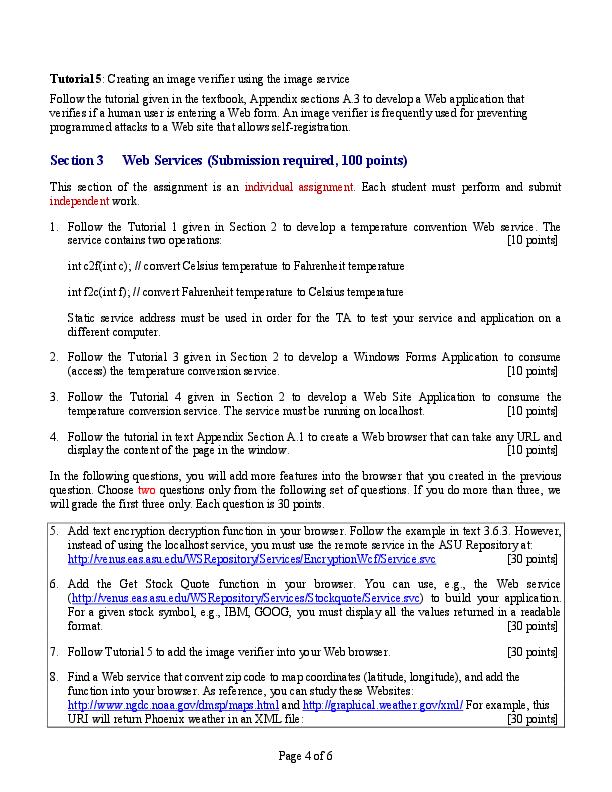 Tutorial 5: Creating an image verifier using the image service
Follow the tutorial given in the textbook, Appendix sections A.3 to develop a Web application that
verifies if a human user is entering a Web form. An image verifier is frequently used for preventing
programmed attacks to a Web site that allows self-registration.
Section 3 Web Services (Submission required, 100 points)
This section of the assignment is an individual assignment. Each student must perform and submit
independent work.
1. Follow the Tutorial 1 given in Section 2 to develop a temperature convention Web service. The
service contains two operations: [10 points]
int c2f(int c); // convert Celsius temperature to Fahrenheit temperature
int f2c(int f); // convert Fahrenheit temperature to Celsius temperature
Static service address must be used in order for the TA to test your service and application on a
different computer.
2. Follow the Tutorial 3 given in Section 2 to develop a Windows Forms Application to consume
(access) the temperature conversion service. [10 points]
3. Follow the Tutorial 4 given in Section 2 to develop a Web Site Application to consume the
temperature conversion service. The service must be running on localhost. [10 points]
4. Follow the tutorial in text Appendix Section A.1 to create a Web browser that can take any URL and
display the content of the page in the window. [10 points]
In the following questions, you will add more features into the browser that you created in the previous
question. Choose two questions only from the following set of questions. If you do more than three, we
will grade the first three only. Each question is 30 points.
5. Add text encryption decryption function in your browser. Follow the example in text 3.6.3. However,
instead of using the localhost service, you must use the remote service in the ASU Repository at:
http://venus.eas.asu.edu/WSRepository/Services/EncryptionWcf/Service.svc [30 points]
6. Add the Get Stock Quote function in your browser. You can use, e.g., the Web service
(http://venus.eas.asu.edu/WSRepository/Services/Stockquote/Service.svc) to build your application.
For a given stock symbol, e.g., IBM, GOOG, you must display all the values returned in a readable
format. [30 points]
7. Follow Tutorial 5 to add the image verifier into your Web browser. [30 points]
8. Find a Web service that convent zip code to map coordinates (latitude, longitude), and add the
function into your browser. As reference, you can study these Websites:
http://www.ngdc.noaa.gov/dmsp/maps.html and http://graphical.weather.gov/xml/ For example, this
URI will return Phoenix weather in an XML file: [30 points]
Page 4 of 6